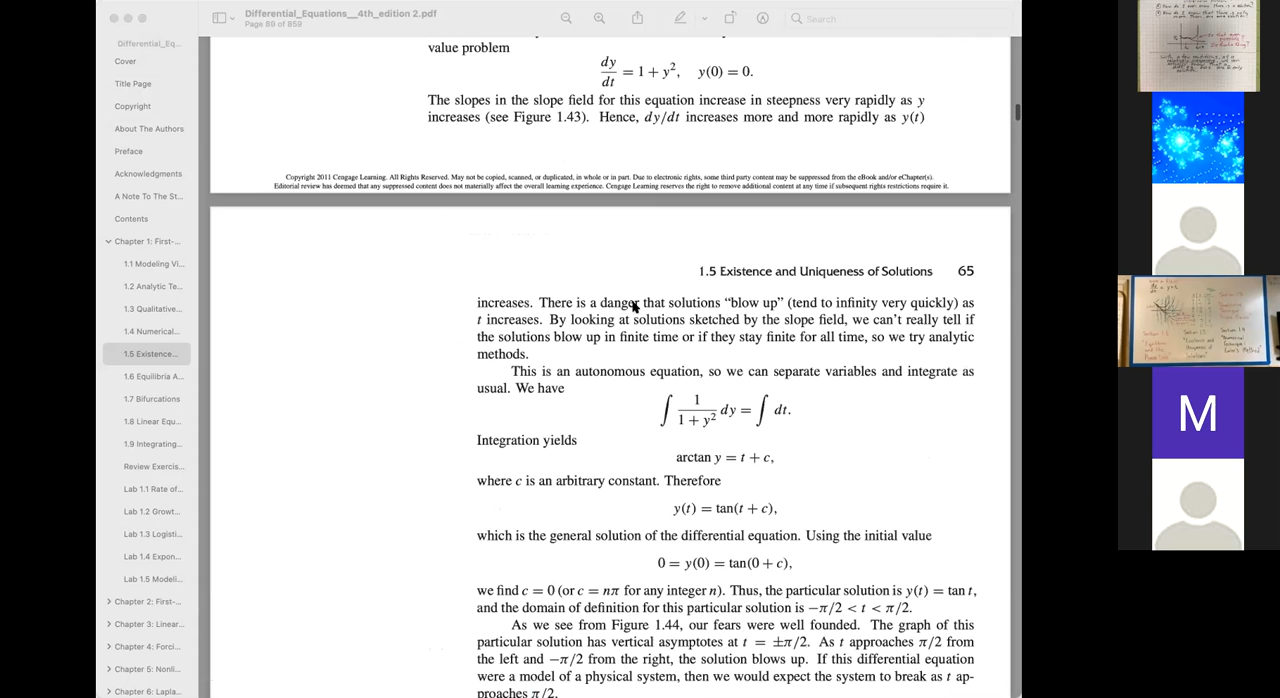 Differential_Equations__4th_edition 2.pdf
Page 89 of 859
Search
Differential_Eq...
Cover
Title Page
Copyright
About The Authors
Preface
Acknowledgments
A Note To The St...
Contents
Chapter 1: First-...
1.1 Modeling Vi...
1.2 Analytic Te...
1.3 Qualitative...
1.4 Numerical...
1.5 Existence...
1.6 Equilibria A...
1.7 Bifurcations
1.8 Linear Equ...
1.9 Integrating...
Review Exercis...
Lab 1.1 Rate of...
Lab 1.2 Growt...
Lab 1.3 Logisti...
Lab 1.4 Expon...
Lab 1.5 Modeli...
Chapter 2: First-...
Chapter 3: Linear...
Chapter 4: Forci...
Chapter 5: Nonli...
Chapter 6: Lapla...
value problem
dy/dt = 1 + y², y(0) = 0.
The slopes in the slope field for this equation increase in steepness very rapidly as y
increases (see Figure 1.43). Hence, dy/dt increases more and more rapidly as y(t)
Copyright 2011 Cengage Learning. All Rights Reserved. May not be copied, scanned, or duplicated, in whole or in part. Due to electronic rights, some third party content may be suppressed from the eBook and/or eChapter(s).
Editorial review has deemed that any suppressed content does not materially affect the overall learning experience. Cengage Learning reserves the right to remove additional content at any time if subsequent rights restrictions require it.
1.5 Existence and Uniqueness of Solutions 65
increases. There is a danger that solutions “blow up” (tend to infinity very quickly) as
t increases. By looking at solutions sketched by the slope field, we can’t really tell if
the solutions blow up in finite time or if they stay finite for all time, so we try analytic
methods.
This is an autonomous equation, so we can separate variables and integrate as
usual. We have
∫ 1/(1 + y²) dy = ∫ dt.
Integration yields
arctan y = t + c,
where c is an arbitrary constant. Therefore
y(t) = tan(t + c),
which is the general solution of the differential equation. Using the initial value
0 = y(0) = tan(0 + c),
we find c = 0 (or c = nπ for any integer n). Thus, the particular solution is y(t) = tan t,
and the domain of definition for this particular solution is −π/2 < t < π/2.
As we see from Figure 1.44, our fears were well founded. The graph of this
particular solution has vertical asymptotes at t = ±π/2. As t approaches π/2 from
the left and −π/2 from the right, the solution blows up. If this differential equation
were a model of a physical system, then we would expect the system to break as t ap-
proaches π/2.
M